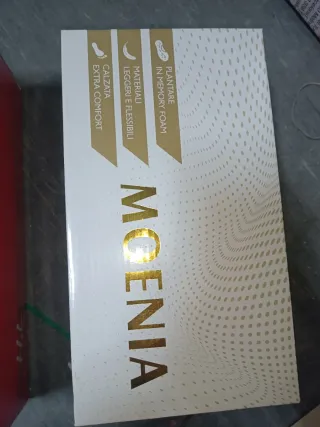 PLANTARE
IN MEMORY FOAM
MATERIALI
LEGGERI E FLESSIBILI
CALZATA
EXTRA COMFORT
MOENIA